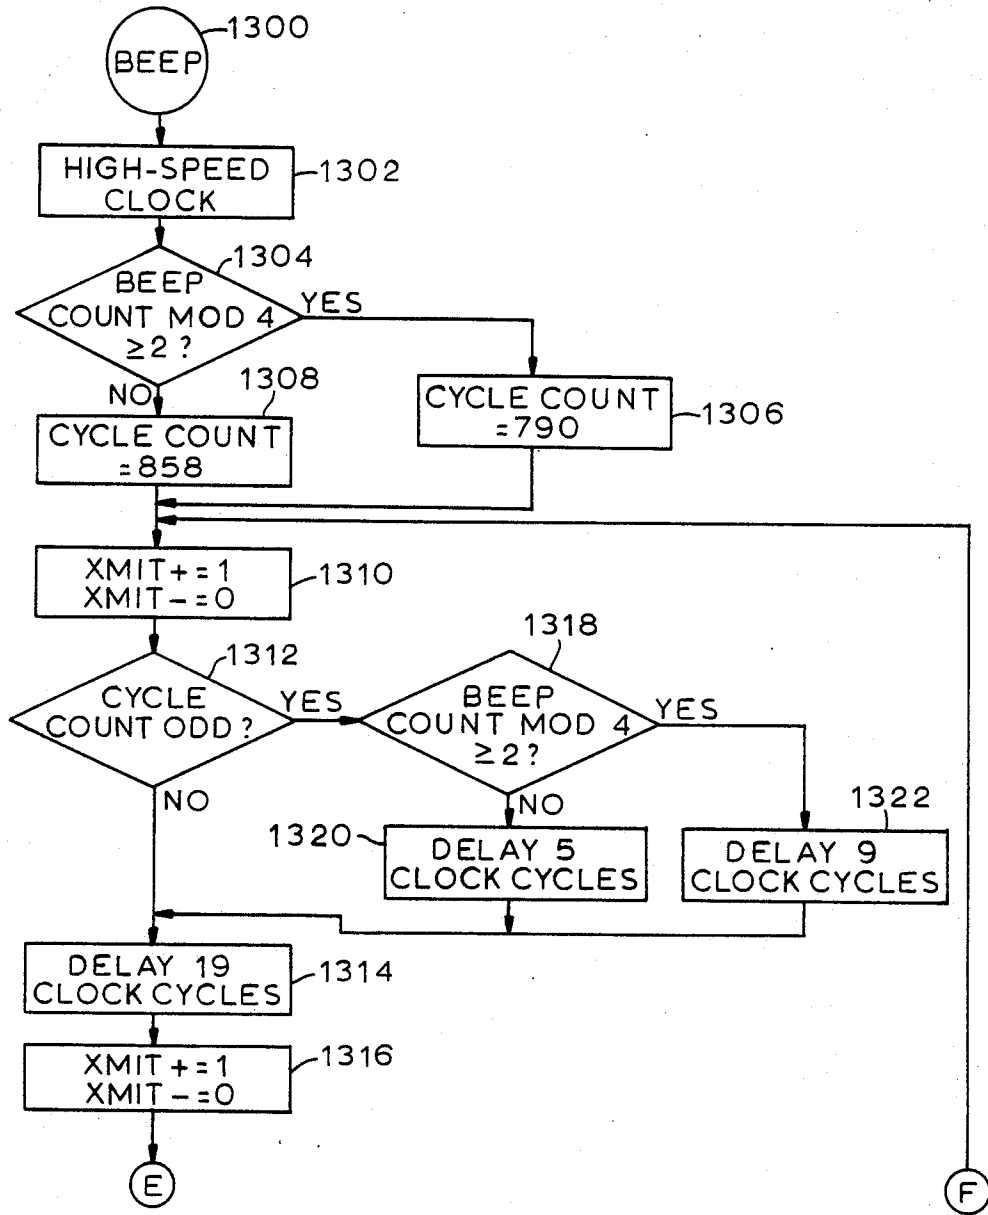 1300
BEEP
HIGH-SPEED
CLOCK
1302
1304
BEEP
COUNT MOD 4
≥2?
YES
NO
1308
CYCLE COUNT
=858
CYCLE COUNT
=790
1306
XMIT+=1
XMIT-=0
1310
1312
CYCLE
COUNT ODD?
YES
NO
1318
BEEP
COUNT MOD 4
≥2?
YES
NO
1320
DELAY 5
CLOCK CYCLES
1322
DELAY 9
CLOCK CYCLES
DELAY 19
CLOCK CYCLES
1314
XMIT+=1
XMIT-=0
1316
E
F